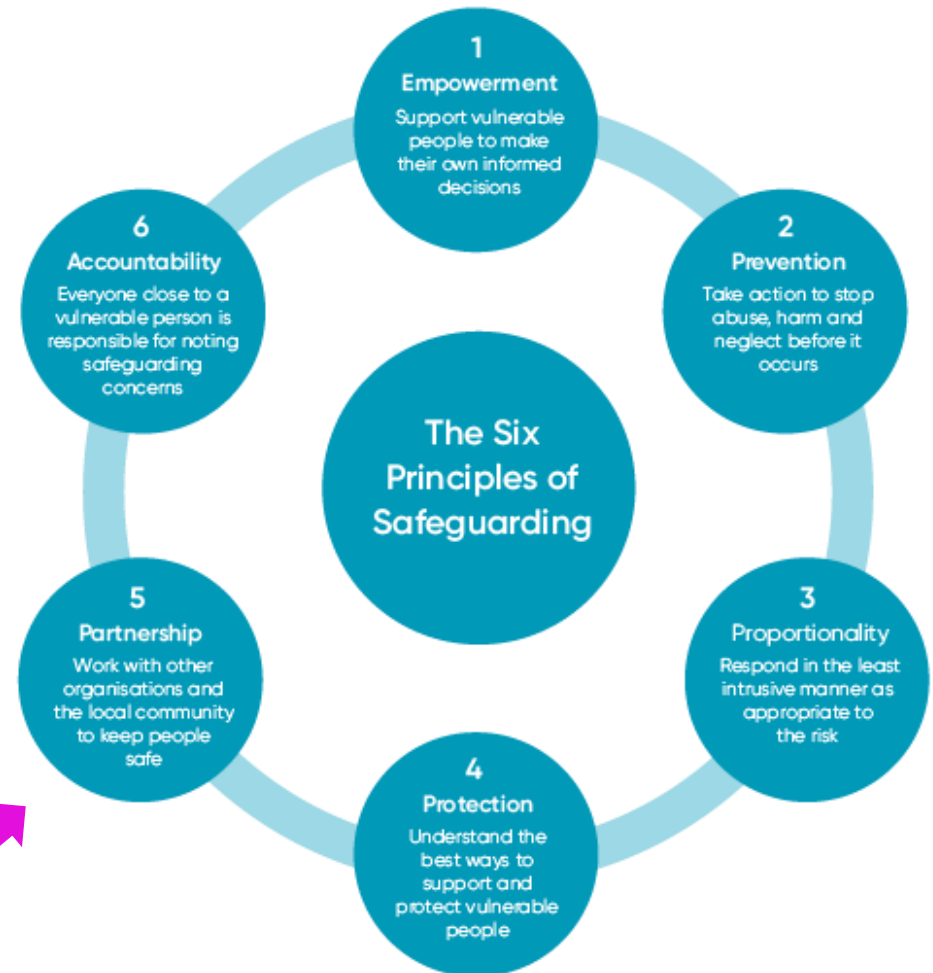 The Six
Principles of
Safeguarding
1
Empowerment
Support vulnerable
people to make
their own informed
decisions
2
Prevention
Take action to stop
abuse, harm and
neglect before it
occurs
3
Proportionality
Respond in the least
intrusive manner as
appropriate to
the risk
4
Protection
Understand the
best ways to
support and
protect vulnerable
people
5
Partnership
Work with other
organisations and
the local community
to keep people
safe
6
Accountability
Everyone close to a
vulnerable person is
responsible for noting
safeguarding
concerns